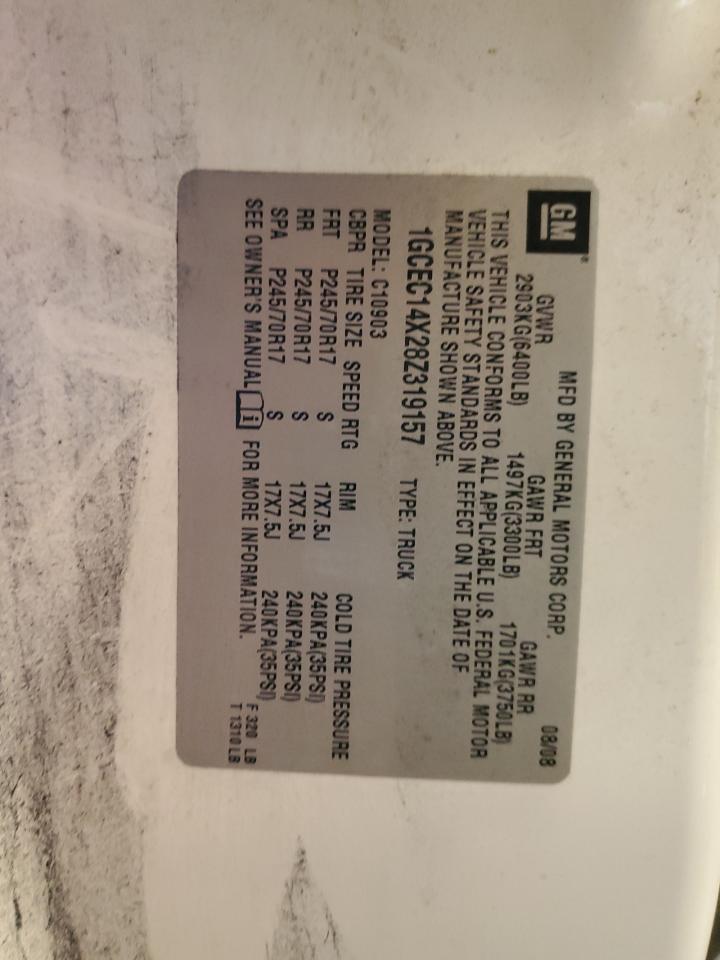 GM®
MFD BY GENERAL MOTORS CORP. 08/08
GVWR GAWR FRT GAWR RR
2903KG(6400LB) 1497KG(3300LB) 1701KG(3750LB)
THIS VEHICLE CONFORMS TO ALL APPLICABLE U.S. FEDERAL MOTOR
VEHICLE SAFETY STANDARDS IN EFFECT ON THE DATE OF
MANUFACTURE SHOWN ABOVE.
1GCEC14X28Z319157 TYPE: TRUCK
MODEL: C10903
CBPR TIRE SIZE SPEED RTG RIM COLD TIRE PRESSURE
FRT P245/70R17 S 17X7.5J 240KPA(35PSI)
RR P245/70R17 S 17X7.5J 240KPA(35PSI)
SPA P245/70R17 S 17X7.5J 240KPA(35PSI)
SEE OWNER'S MANUAL i FOR MORE INFORMATION.
F 320 LB
T 1310 LB